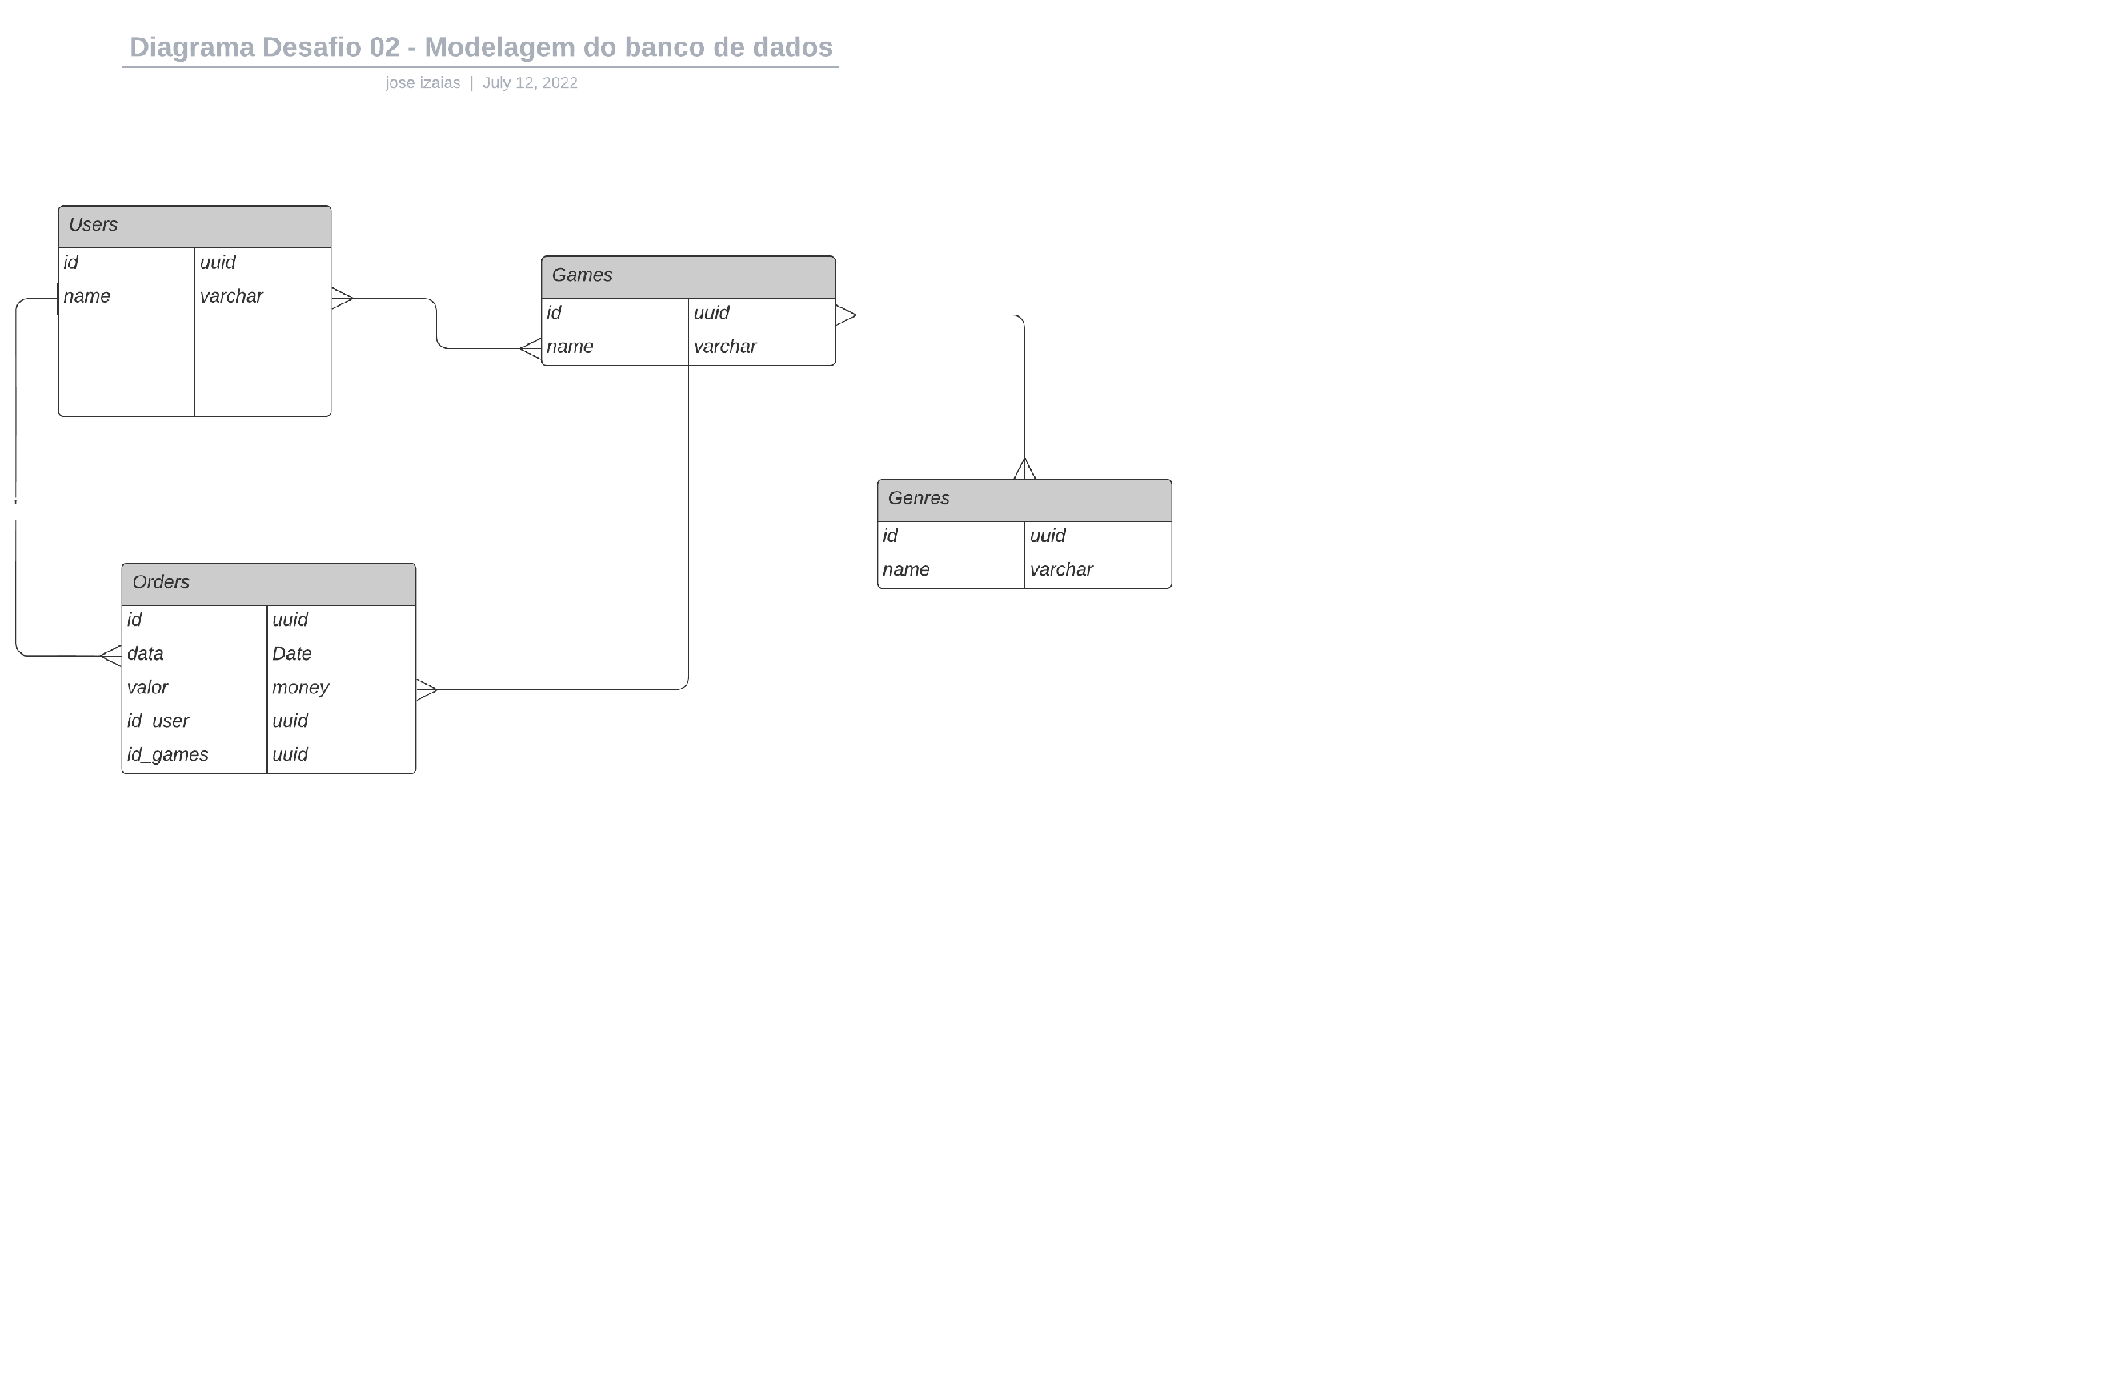 Diagrama Desafio 02 - Modelagem do banco de dados
jose izaias | July 12, 2022
Users
id uuid
name varchar
Games
id uuid
name varchar
Genres
id uuid
name varchar
Orders
id uuid
data Date
valor money
id_user uuid
id_games uuid